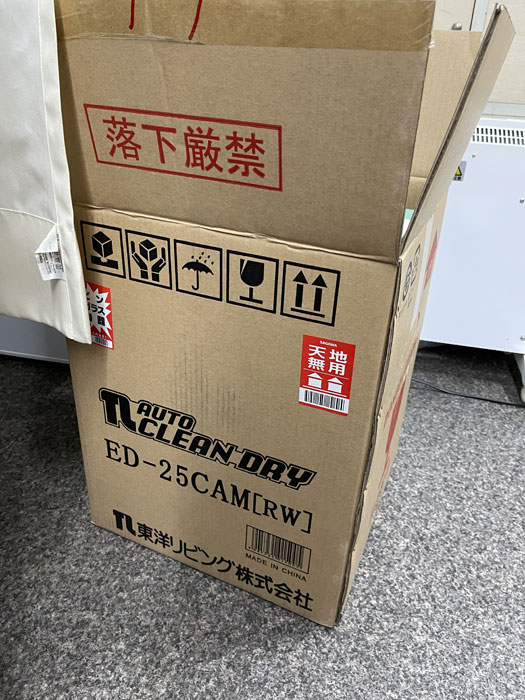 落下厳禁
SAGAWA
天地
無用
AUTO
CLEAN DRY
ED-25CAM[RW]
MADE IN CHINA
東洋リビング株式会社